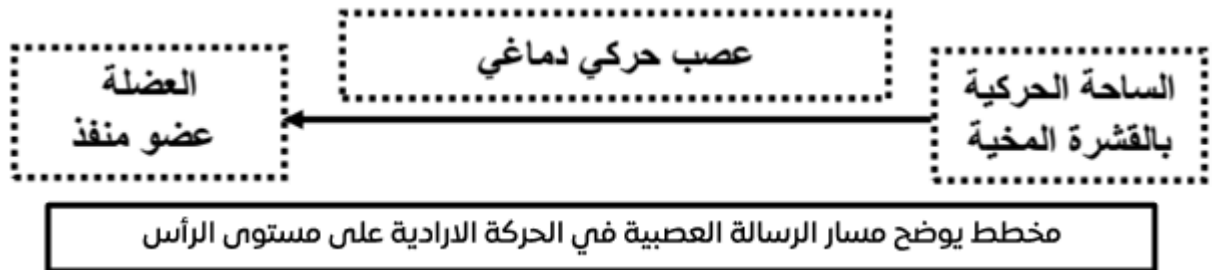 عصب حركي دماغي
الساحة الحركية
بالقشرة المخية
العضلة
عضو منفذ
مخطط يوضح مسار الرسالة العصبية في الحركة الارادية على مستوى الرأس